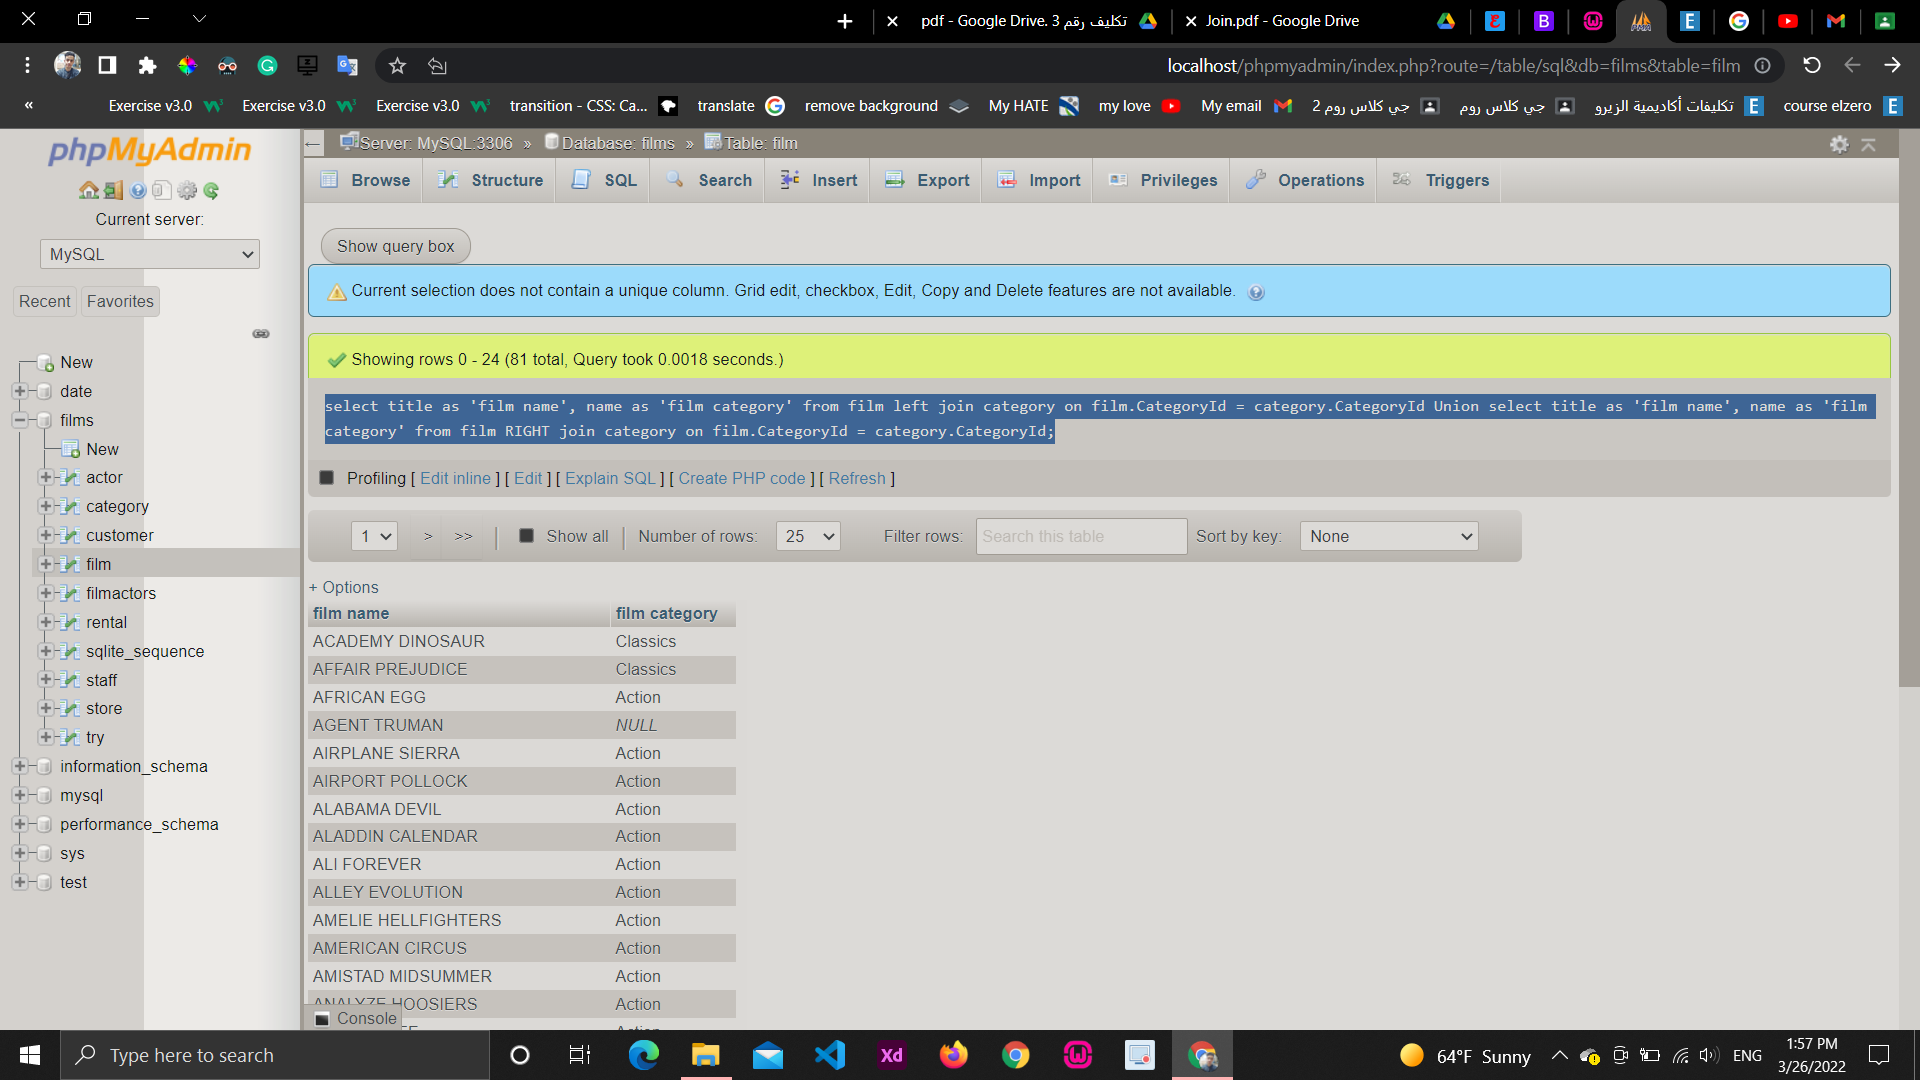 تكليف رقم 3 .pdf - Google Drive
Join.pdf - Google Drive
localhost/phpmyadmin/index.php?route=/table/sql&db=films&table=film
«
Exercise v3.0
Exercise v3.0
Exercise v3.0
transition - CSS: Ca...
translate
remove background
My HATE
my love
My email
جي كلاس روم 2
جي كلاس روم
تكليفات أكاديمية الزيرو
course elzero
phpMyAdmin
Current server:
MySQL
Recent
Favorites
New
date
films
New
actor
category
customer
film
filmactors
rental
sqlite_sequence
staff
store
try
information_schema
mysql
performance_schema
sys
test
Server: MySQL:3306 » Database: films » Table: film
Browse
Structure
SQL
Search
Insert
Export
Import
Privileges
Operations
Triggers
Show query box
Current selection does not contain a unique column. Grid edit, checkbox, Edit, Copy and Delete features are not available.
Showing rows 0 - 24 (81 total, Query took 0.0018 seconds.)
select title as 'film name', name as 'film category' from film left join category on film.CategoryId = category.CategoryId Union select title as 'film name', name as 'film
category' from film RIGHT join category on film.CategoryId = category.CategoryId;
Profiling [ Edit inline ] [ Edit ] [ Explain SQL ] [ Create PHP code ] [ Refresh ]
1 > >> | Show all | Number of rows: 25 Filter rows: Search this table Sort by key: None
+ Options
film name film category
ACADEMY DINOSAUR Classics
AFFAIR PREJUDICE Classics
AFRICAN EGG Action
AGENT TRUMAN NULL
AIRPLANE SIERRA Action
AIRPORT POLLOCK Action
ALABAMA DEVIL Action
ALADDIN CALENDAR Action
ALI FOREVER Action
ALLEY EVOLUTION Action
AMELIE HELLFIGHTERS Action
AMERICAN CIRCUS Action
AMISTAD MIDSUMMER Action
ANALYZE HOOSIERS Action
Console
Type here to search
Xd
64°F Sunny
ENG
1:57 PM
3/26/2022